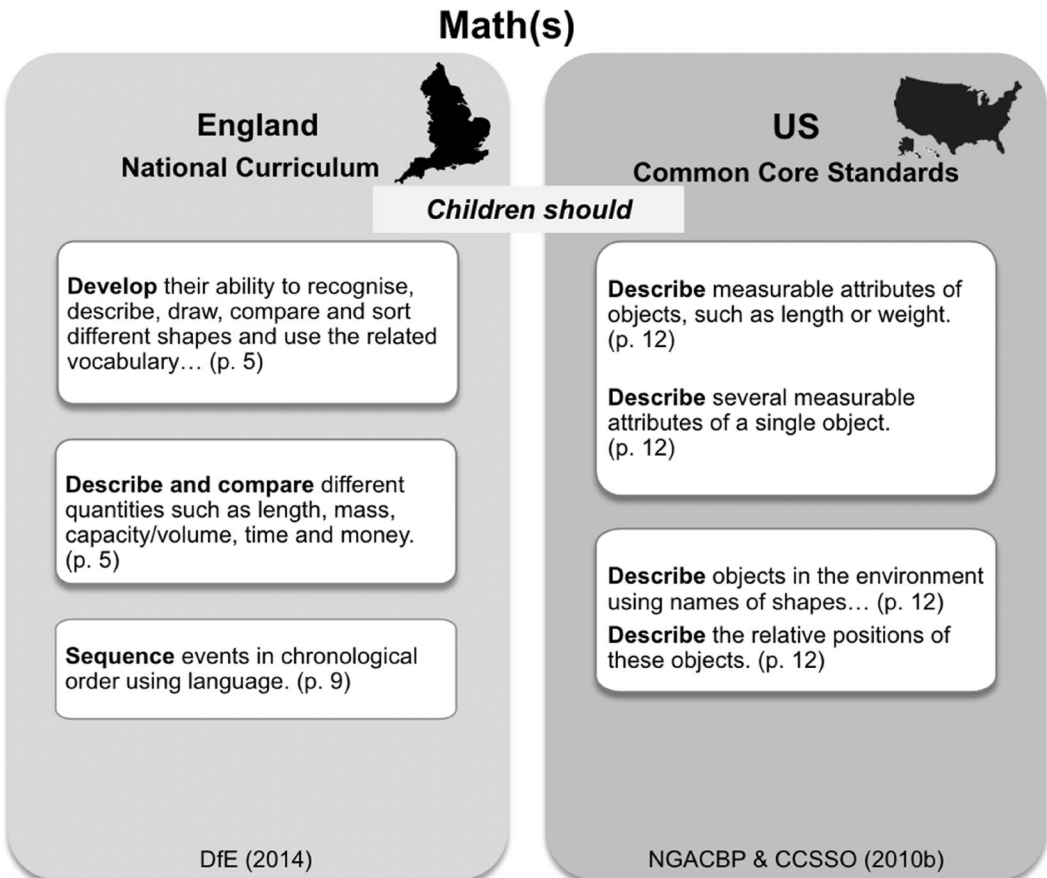 Math(s)
England
National Curriculum
US
Common Core Standards
Children should
Develop their ability to recognise,
describe, draw, compare and sort
different shapes and use the related
vocabulary… (p. 5)
Describe and compare different
quantities such as length, mass,
capacity/volume, time and money.
(p. 5)
Sequence events in chronological
order using language. (p. 9)
DfE (2014)
Describe measurable attributes of
objects, such as length or weight.
(p. 12)
Describe several measurable
attributes of a single object.
(p. 12)
Describe objects in the environment
using names of shapes… (p. 12)
Describe the relative positions of
these objects. (p. 12)
NGACBP & CCSSO (2010b)